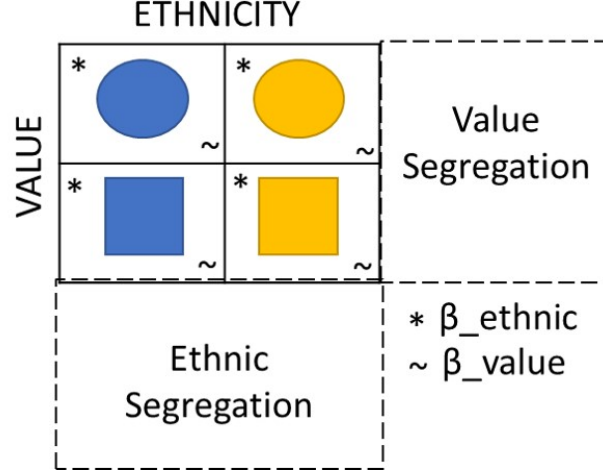 ETHNICITY
VALUE
* *
~ ~
* *
~ ~
Value
Segregation
Ethnic
Segregation
* β_ethnic
~ β_value